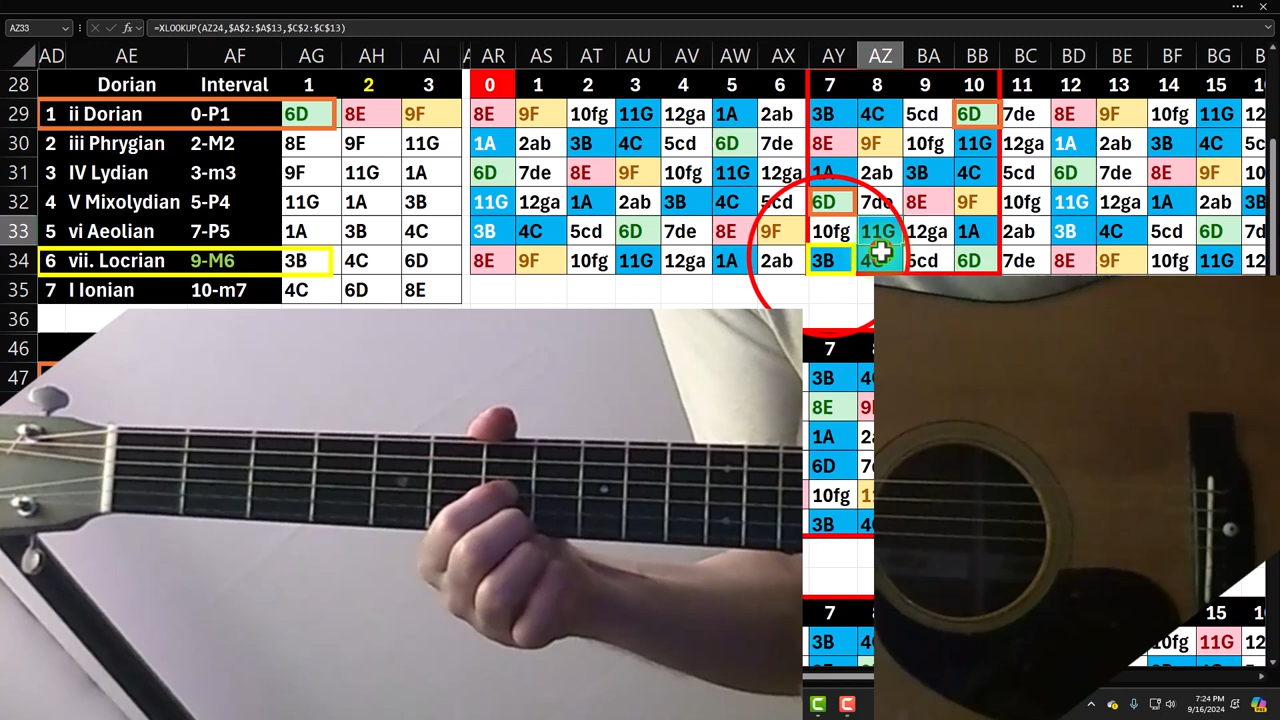 AZ33 fx =XLOOKUP(AZ24,$A$2:$A$13,$C$2:$C$13)
AD AE AF AG AH AI AR AS AT AU AV AW AX AY AZ BA BB BC BD BE BF BG
28 Dorian Interval 1 2 3 0 1 2 3 4 5 6 7 8 9 10 11 12 13 14 15
29 1 ii Dorian 0-P1 6D 8E 9F 8E 9F 10fg 11G 12ga 1A 2ab 3B 4C 5cd 6D 7de 8E 9F 10fg 11G 12
30 2 iii Phrygian 2-M2 8E 9F 11G 1A 2ab 3B 4C 5cd 6D 7de 8E 9F 10fg 11G 12ga 1A 2ab 3B 4C 5c
31 3 IV Lydian 3-m3 9F 11G 1A 6D 7de 8E 9F 10fg 11G 12ga 1A 2ab 3B 4C 5cd 6D 7de 8E 9F 10
32 4 V Mixolydian 5-P4 11G 1A 3B 11G 12ga 1A 2ab 3B 4C 5cd 6D 7de 8E 9F 10fg 11G 12ga 1A 2ab 3B
33 5 vi Aeolian 7-P5 1A 3B 4C 3B 4C 5cd 6D 7de 8E 9F 10fg 11G 12ga 1A 2ab 3B 4C 5cd 6D 7d
34 6 vii. Locrian 9-M6 3B 4C 6D 8E 9F 10fg 11G 12ga 1A 2ab 3B 5cd 6D 7de 8E 9F 10fg 11G 12
35 7 I Ionian 10-m7 4C 6D 8E
36
46 7
47 3B
8E
1A
6D
10fg
3B
7 15
3B 10fg 11G 12
7:24 PM
9/16/2024